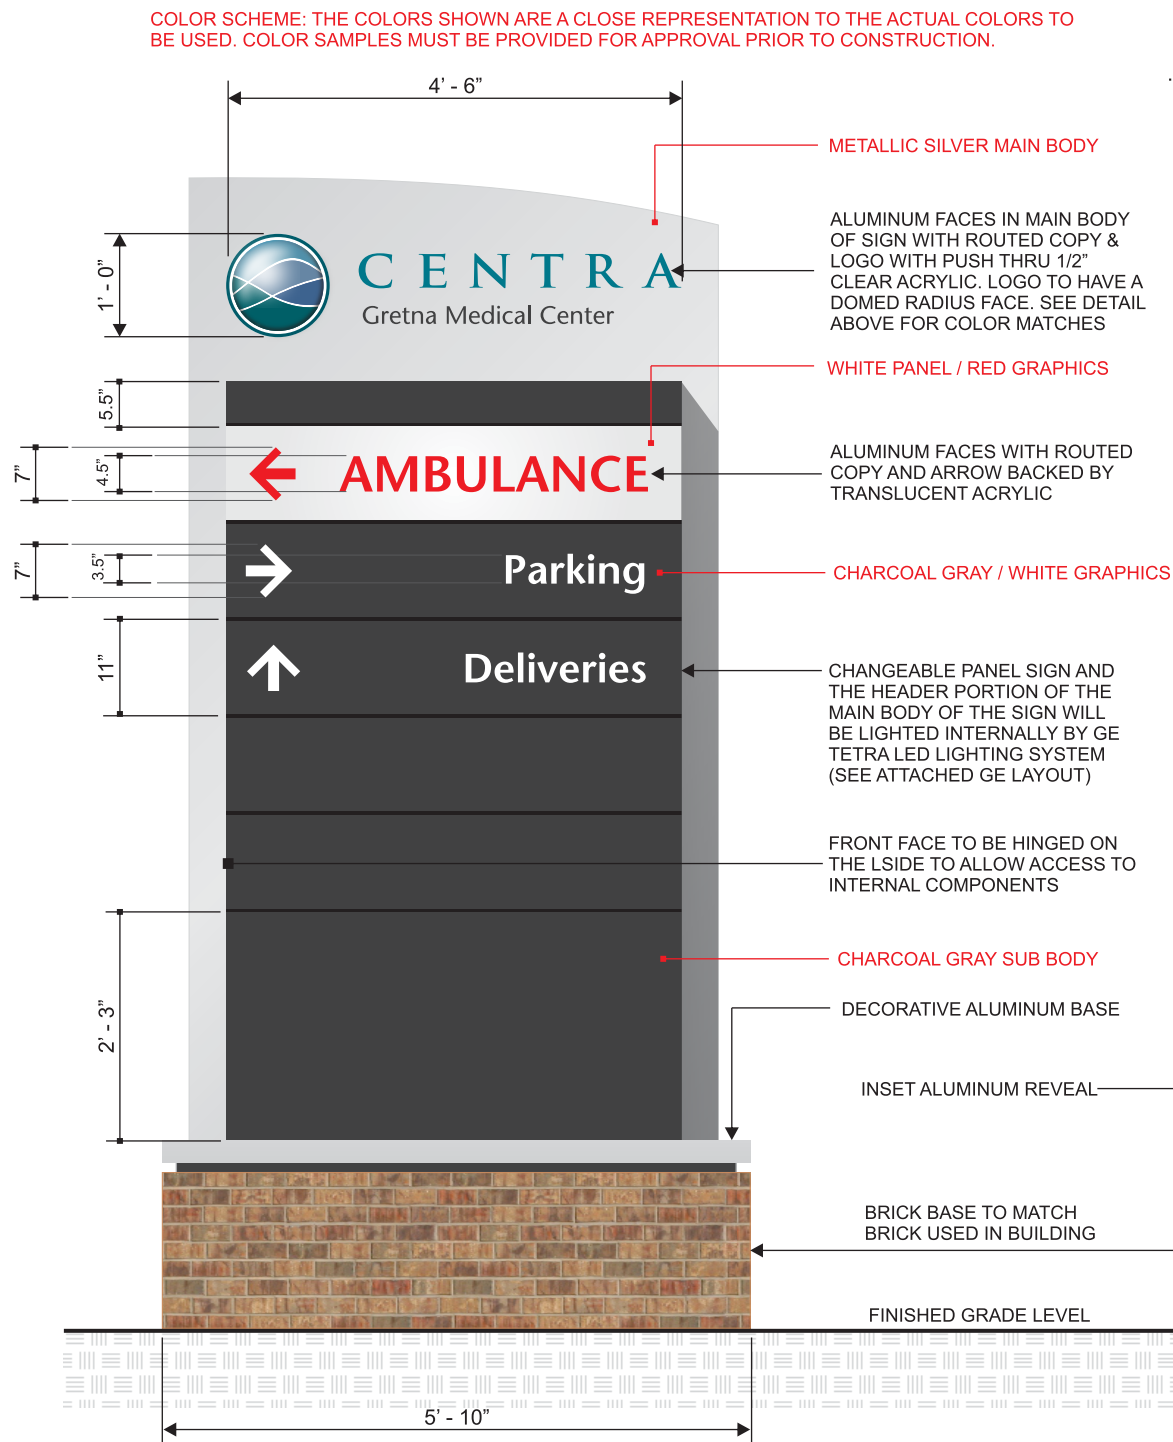 COLOR SCHEME: THE COLORS SHOWN ARE A CLOSE REPRESENTATION TO THE ACTUAL COLORS TO
BE USED. COLOR SAMPLES MUST BE PROVIDED FOR APPROVAL PRIOR TO CONSTRUCTION.
4' - 6”
METALLIC SILVER MAIN BODY
ALUMINUM FACES IN MAIN BODY
OF SIGN WITH ROUTED COPY &
LOGO WITH PUSH THRU 1/2”
CLEAR ACRYLIC. LOGO TO HAVE A
DOMED RADIUS FACE. SEE DETAIL
ABOVE FOR COLOR MATCHES
1' - 0”
CENTRA
Gretna Medical Center
WHITE PANEL / RED GRAPHICS
5.5”
7”
4.5”
AMBULANCE
ALUMINUM FACES WITH ROUTED
COPY AND ARROW BACKED BY
TRANSLUCENT ACRYLIC
7”
3.5”
Parking
CHARCOAL GRAY / WHITE GRAPHICS
11”
Deliveries
CHANGEABLE PANEL SIGN AND
THE HEADER PORTION OF THE
MAIN BODY OF THE SIGN WILL
BE LIGHTED INTERNALLY BY GE
TETRA LED LIGHTING SYSTEM
(SEE ATTACHED GE LAYOUT)
FRONT FACE TO BE HINGED ON
THE LSIDE TO ALLOW ACCESS TO
INTERNAL COMPONENTS
CHARCOAL GRAY SUB BODY
2' - 3”
DECORATIVE ALUMINUM BASE
INSET ALUMINUM REVEAL
BRICK BASE TO MATCH
BRICK USED IN BUILDING
FINISHED GRADE LEVEL
5' - 10”